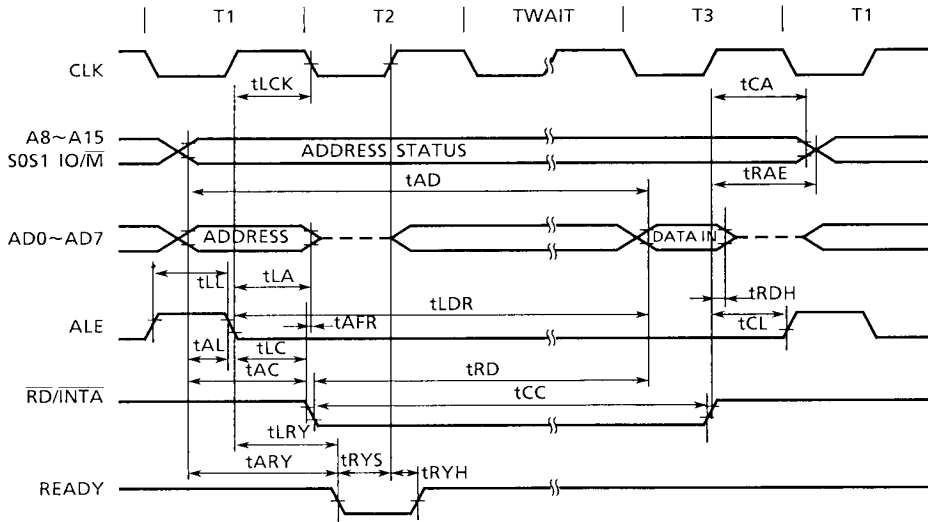 T1 T2 TWAIT T3 T1
CLK
tLCK
tCA
A8~A15
S0S1 IO/M̅
ADDRESS STATUS
tAD
tRAE
AD0~AD7
ADDRESS
DATA IN
tLL
tLA
tLDR
tRDH
ALE
tAFR
tCL
tAL
tLC
tAC
tRD
R̅D̅/I̅N̅T̅A̅
tCC
tLRY
tARY
tRYS
tRYH
READY